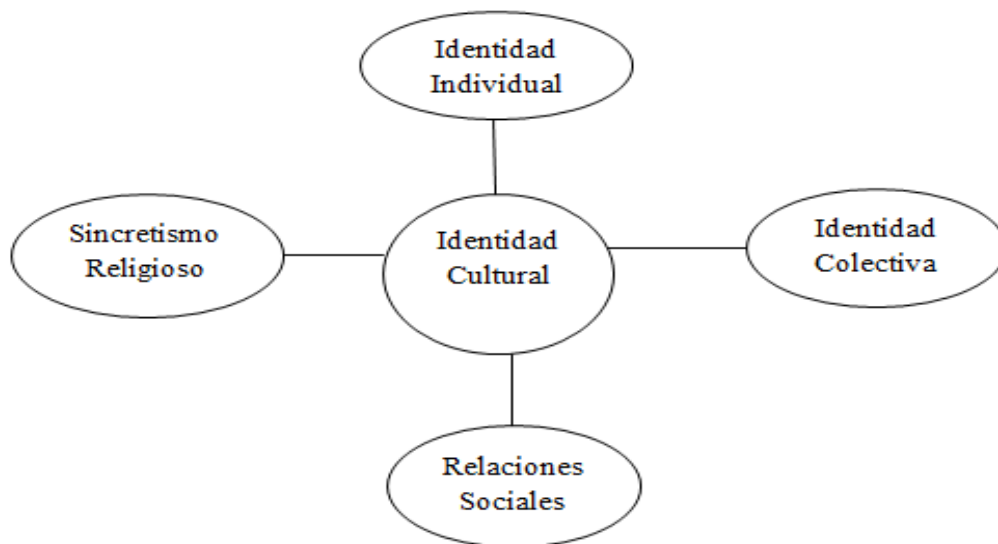 Identidad
Individual
Sincretismo
Religioso
Identidad
Cultural
Identidad
Colectiva
Relaciones
Sociales